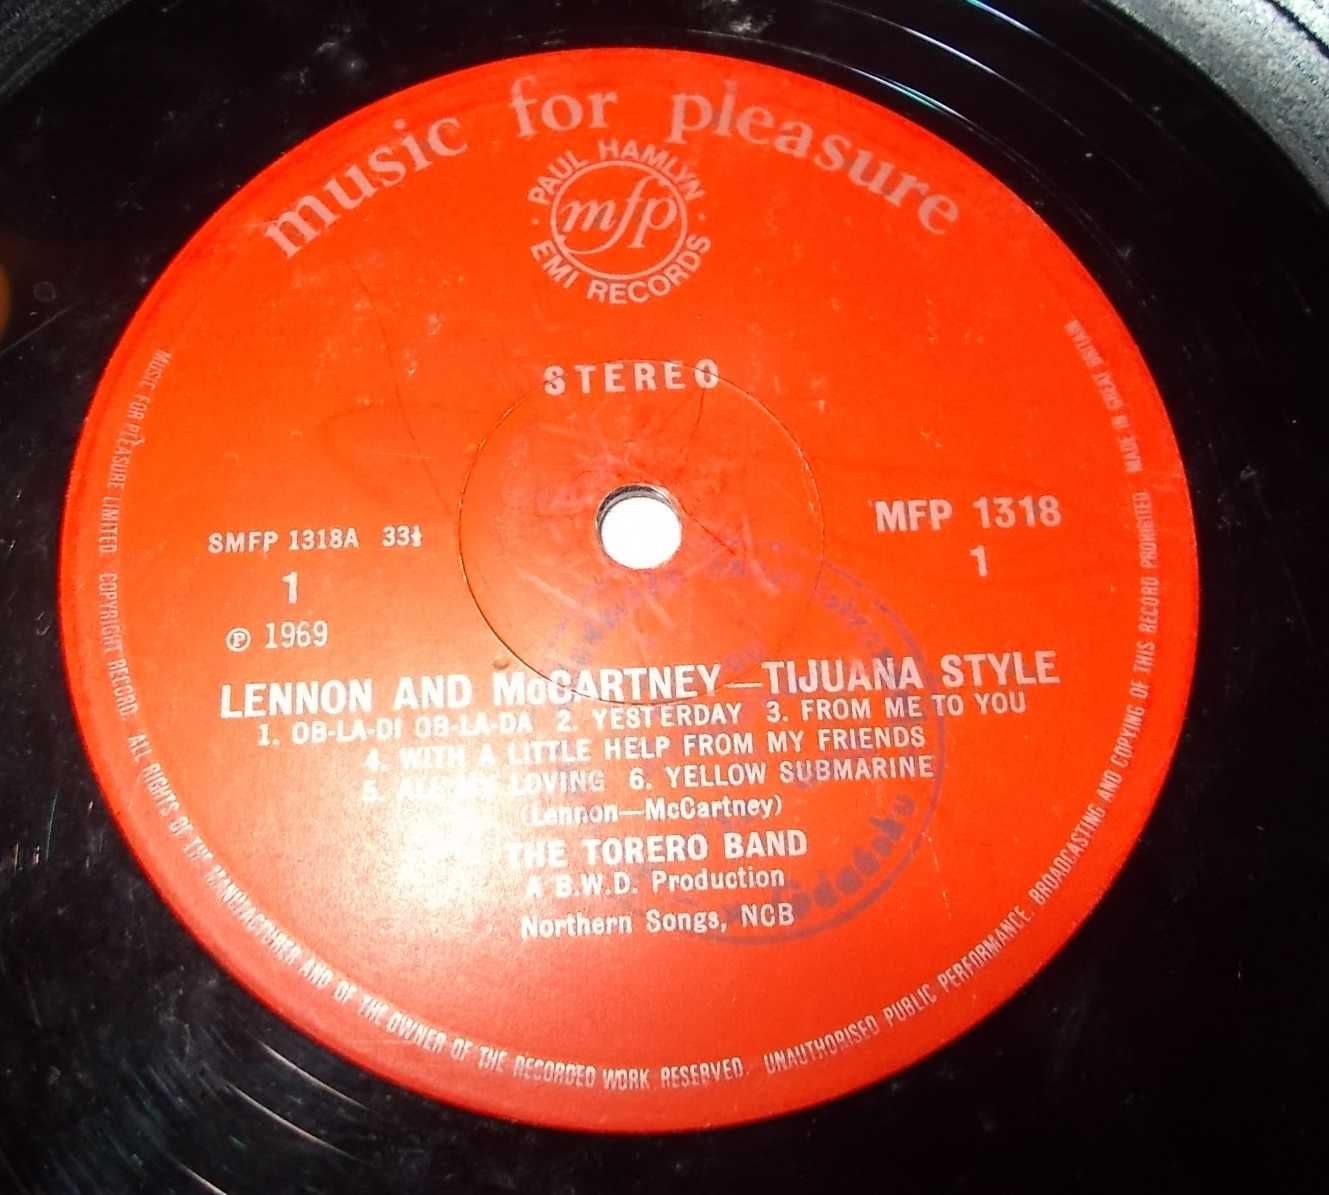 music for pleasure
PAUL HAMLYN
mfp
EMI RECORDS
STEREO
SMFP 1318A 33⅓
1
℗ 1969
MFP 1318
1
LENNON AND McCARTNEY—TIJUANA STYLE
1. OB-LA-DI OB-LA-DA 2. YESTERDAY 3. FROM ME TO YOU
4. WITH A LITTLE HELP FROM MY FRIENDS
5. ALL MY LOVING 6. YELLOW SUBMARINE
(Lennon—McCartney)
THE TORERO BAND
A B.W.D. Production
Northern Songs, NCB
MUSIC FOR PLEASURE LIMITED. COPYRIGHT RECORD. ALL RIGHTS OF THE MANUFACTURER AND OF THE OWNER OF THE RECORDED WORK RESERVED. UNAUTHORISED PUBLIC PERFORMANCE, BROADCASTING AND COPYING OF THIS RECORD PROHIBITED MADE IN GREAT BRITAIN